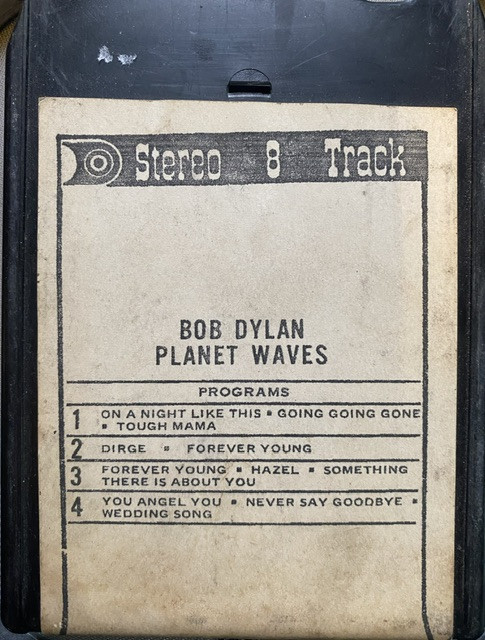 Stereo 8 Track
BOB DYLAN
PLANET WAVES
PROGRAMS
1 ON A NIGHT LIKE THIS ▪ GOING GOING GONE
▪ TOUGH MAMA
2 DIRGE ▪ FOREVER YOUNG
3 FOREVER YOUNG ▪ HAZEL ▪ SOMETHING
THERE IS ABOUT YOU
4 YOU ANGEL YOU ▪ NEVER SAY GOODBYE ▪
WEDDING SONG